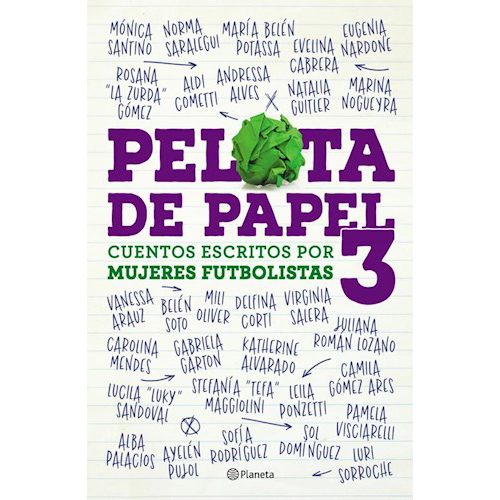 MÓNICA SANTINO
NORMA SARALEGUI
MARÍA BELÉN POTASSA
EVELINA CABRERA
EUGENIA NARDONE
ROSANA "LA ZURDA" GÓMEZ
ALDI COMETTI
ANDRESSA ALVES
NATALIA GUITLER
MARINA NOGUEYRA
PELOTA
DE PAPEL
3
CUENTOS ESCRITOS POR
MUJERES FUTBOLISTAS
VANESSA ARAUZ
BELÉN SOTO
MILI OLIVER
DELFINA CORTI
VIRGINIA SALERA
JULIANA ROMÁN LOZANO
CAROLINA MENDES
GABRIELA GARTON
KATHERINE ALVARADO
CAMILA GÓMEZ ARES
LUCILA "LUKY" SANDOVAL
STEFANÍA "TEFA" MAGGIOLINI
LEILA PONZETTI
PAMELA VISCIARELLI
ALBA PALACIOS
AYELÉN PUJOL
SOFÍA RODRÍGUEZ
SOL DOMÍNGUEZ
LURI SORROCHE
Planeta